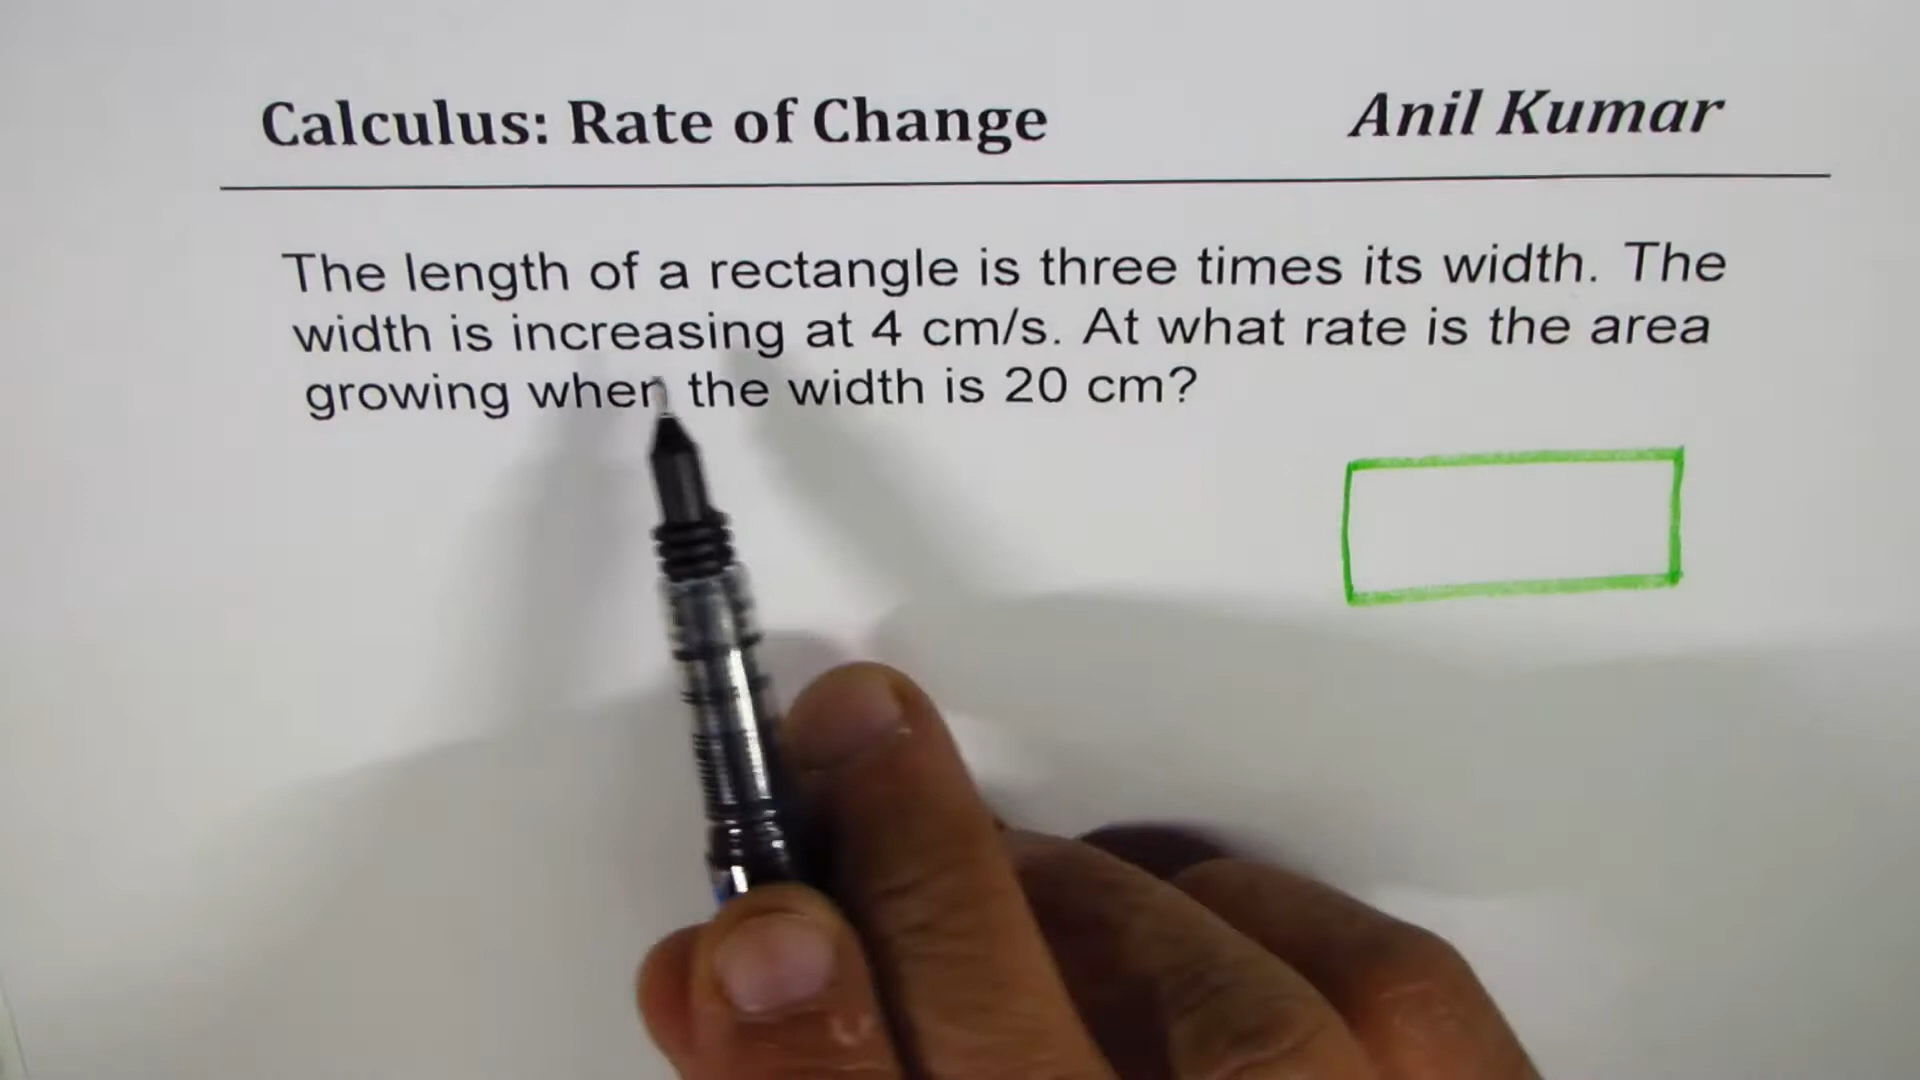 Calculus: Rate of Change Anil Kumar
The length of a rectangle is three times its width. The
width is increasing at 4 cm/s. At what rate is the area
growing when the width is 20 cm?